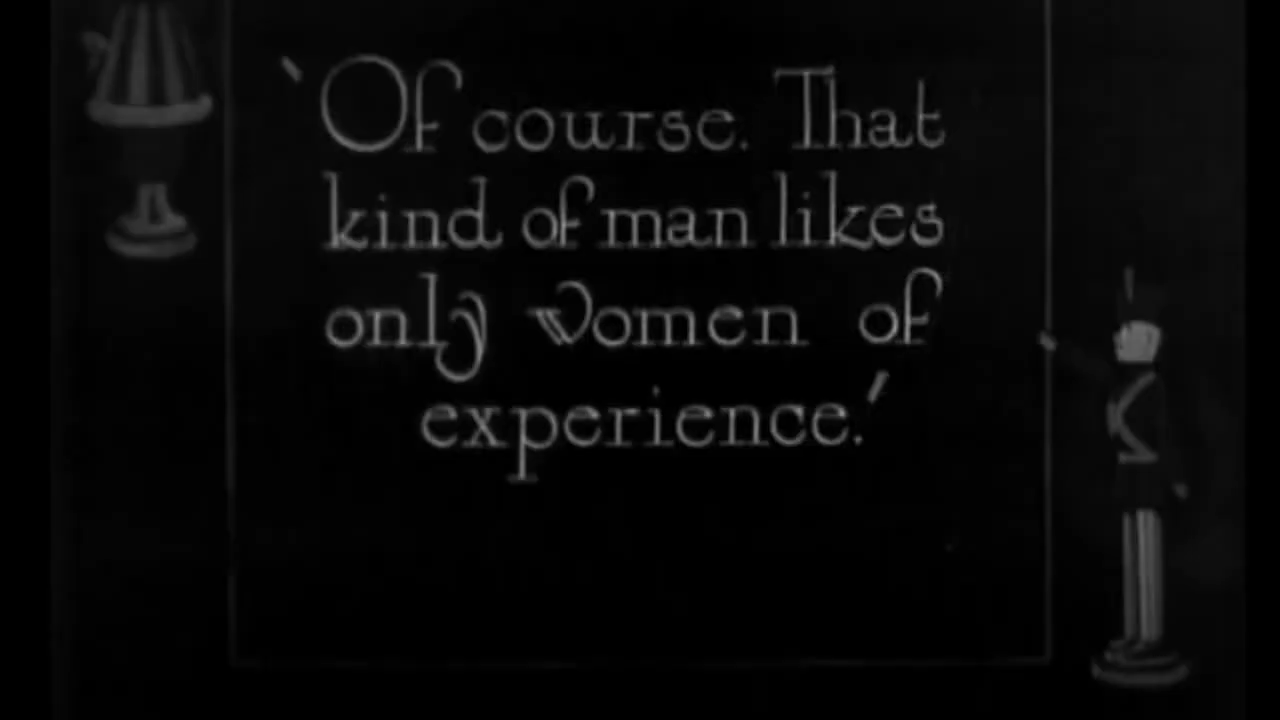 'Of course. That
kind of man likes
only women of
experience.'